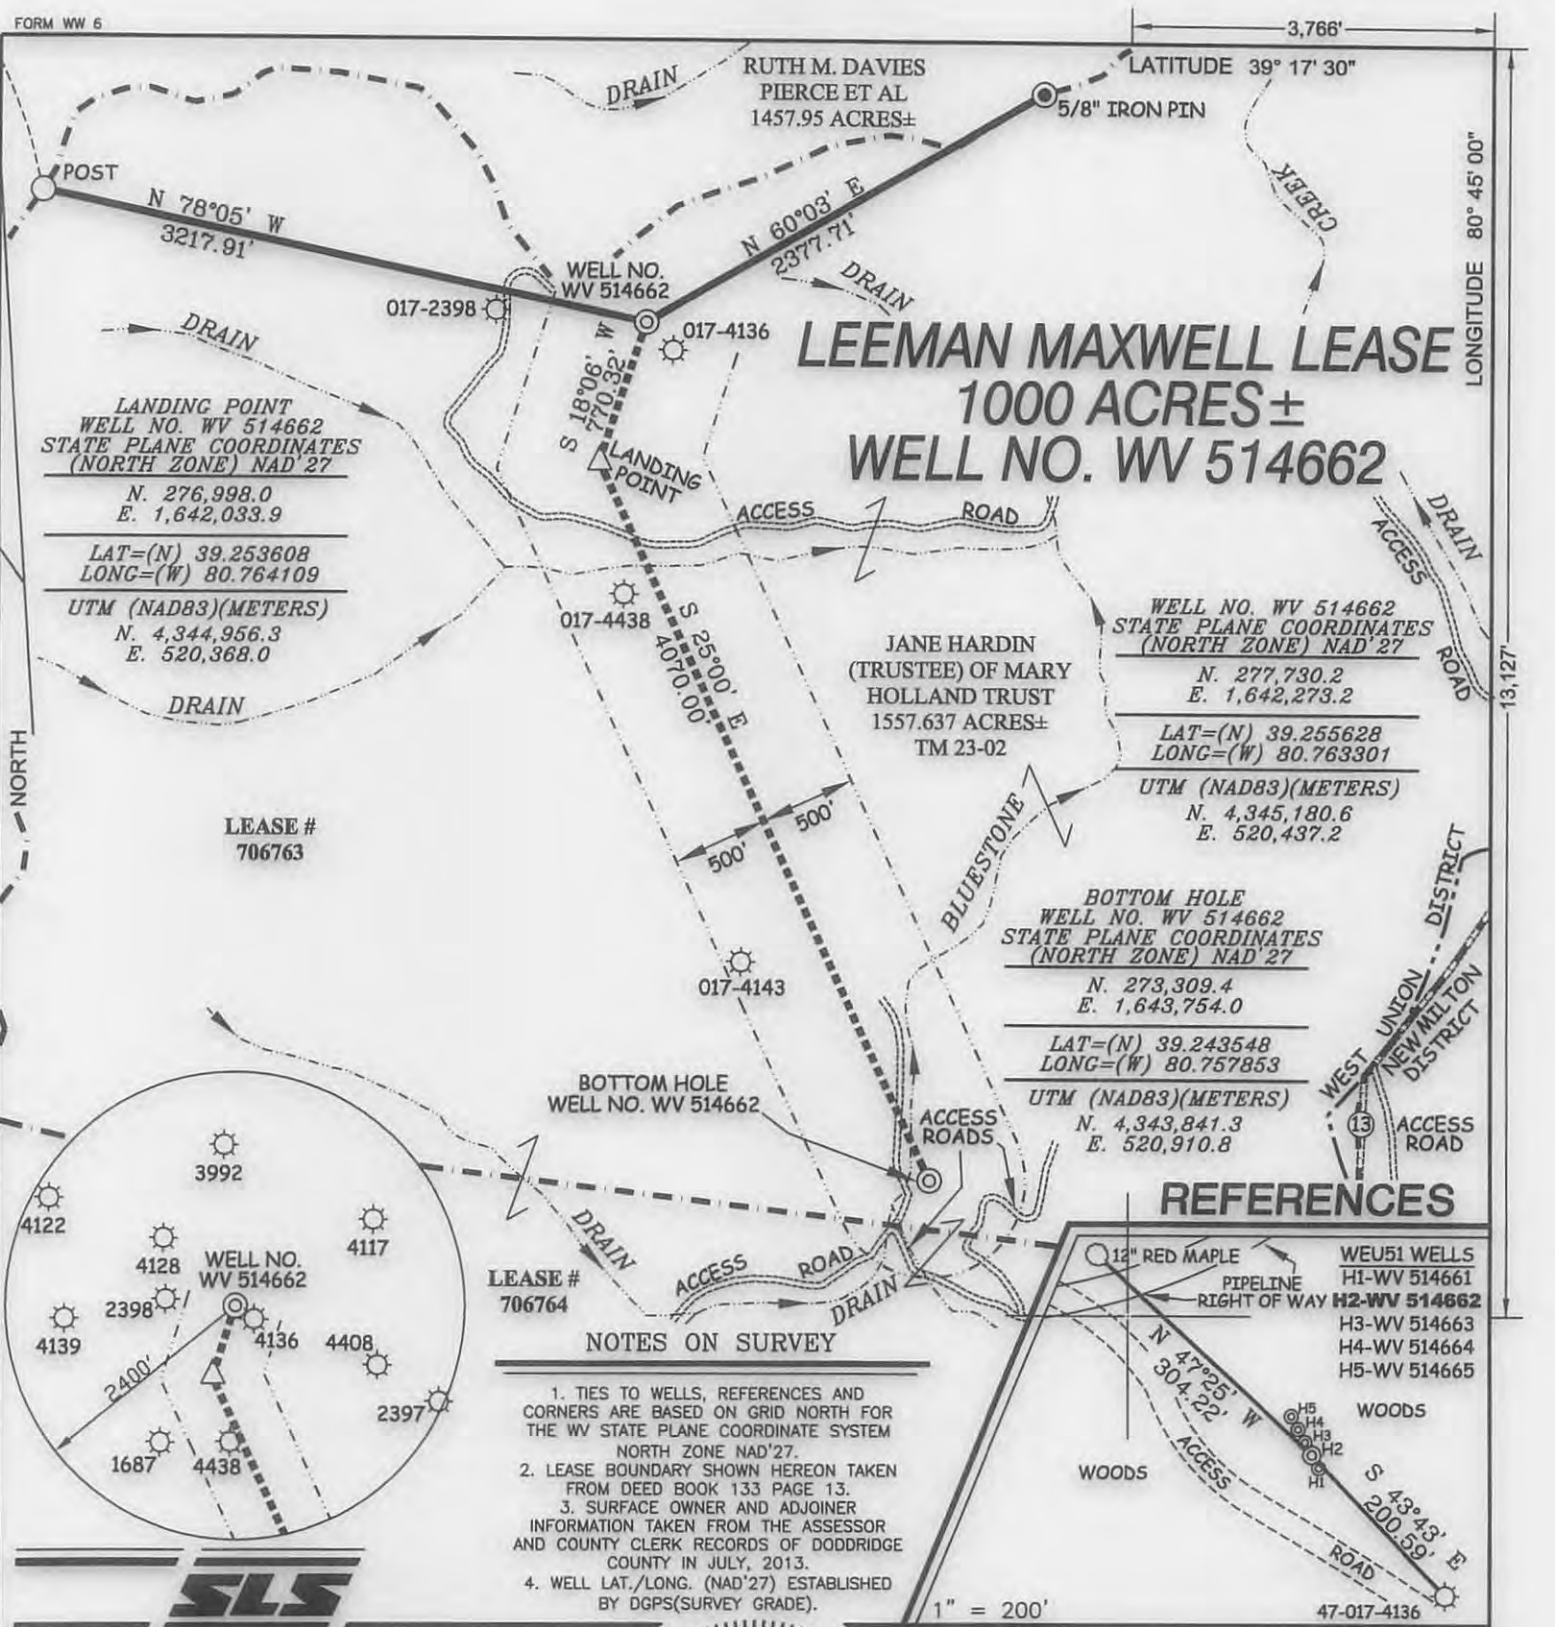 FORM WW 6
3,766'
LATITUDE 39° 17' 30"
RUTH M. DAVIES
PIERCE ET AL
1457.95 ACRES±
DRAIN
5/8" IRON PIN
POST
N 78°05' W
3217.91'
N 60°03' E
2377.71'
CREEK
LONGITUDE 80° 45' 00"
13,127'
WELL NO.
WV 514662
017-2398
017-4136
DRAIN
DRAIN
LEEMAN MAXWELL LEASE
1000 ACRES±
WELL NO. WV 514662
S 18°06' W
770.32'
LANDING
POINT
LANDING POINT
WELL NO. WV 514662
STATE PLANE COORDINATES
(NORTH ZONE) NAD'27
N. 276,998.0
E. 1,642,033.9
LAT=(N) 39.253608
LONG=(W) 80.764109
UTM (NAD83)(METERS)
N. 4,344,956.3
E. 520,368.0
ACCESS ROAD
ACCESS ROAD
DRAIN
017-4438
S 25°00' E
4070.00'
DRAIN
JANE HARDIN
(TRUSTEE) OF MARY
HOLLAND TRUST
1557.637 ACRES±
TM 23-02
WELL NO. WV 514662
STATE PLANE COORDINATES
(NORTH ZONE) NAD'27
N. 277,730.2
E. 1,642,273.2
LAT=(N) 39.255628
LONG=(W) 80.763301
UTM (NAD83)(METERS)
N. 4,345,180.6
E. 520,437.2
NORTH
LEASE #
706763
500'
500'
BLUESTONE
BOTTOM HOLE
WELL NO. WV 514662
STATE PLANE COORDINATES
(NORTH ZONE) NAD'27
N. 273,309.4
E. 1,643,754.0
LAT=(N) 39.243548
LONG=(W) 80.757853
UTM (NAD83)(METERS)
N. 4,343,841.3
E. 520,910.8
017-4143
WEST UNION DISTRICT
NEW MILTON
DISTRICT
13
ACCESS
ROAD
BOTTOM HOLE
WELL NO. WV 514662
ACCESS
ROADS
3992
4122
4117
4128
WELL NO.
WV 514662
2398
4139
4136
4408
2400'
2397
1687
4438
DRAIN
LEASE #
706764
ACCESS ROAD
DRAIN
NOTES ON SURVEY
1. TIES TO WELLS, REFERENCES AND
CORNERS ARE BASED ON GRID NORTH FOR
THE WV STATE PLANE COORDINATE SYSTEM
NORTH ZONE NAD'27.
2. LEASE BOUNDARY SHOWN HEREON TAKEN
FROM DEED BOOK 133 PAGE 13.
3. SURFACE OWNER AND ADJOINER
INFORMATION TAKEN FROM THE ASSESSOR
AND COUNTY CLERK RECORDS OF DODDRIDGE
COUNTY IN JULY, 2013.
4. WELL LAT./LONG. (NAD'27) ESTABLISHED
BY DGPS(SURVEY GRADE).
SLS
REFERENCES
12" RED MAPLE
PIPELINE
RIGHT OF WAY
WEU51 WELLS
H1-WV 514661
H2-WV 514662
H3-WV 514663
H4-WV 514664
H5-WV 514665
N 47°25' W
304.22'
WOODS
H5
H4
H3
H2
H1
WOODS
ACCESS
ROAD
S 43°43' E
200.59'
47-017-4136
1" = 200'